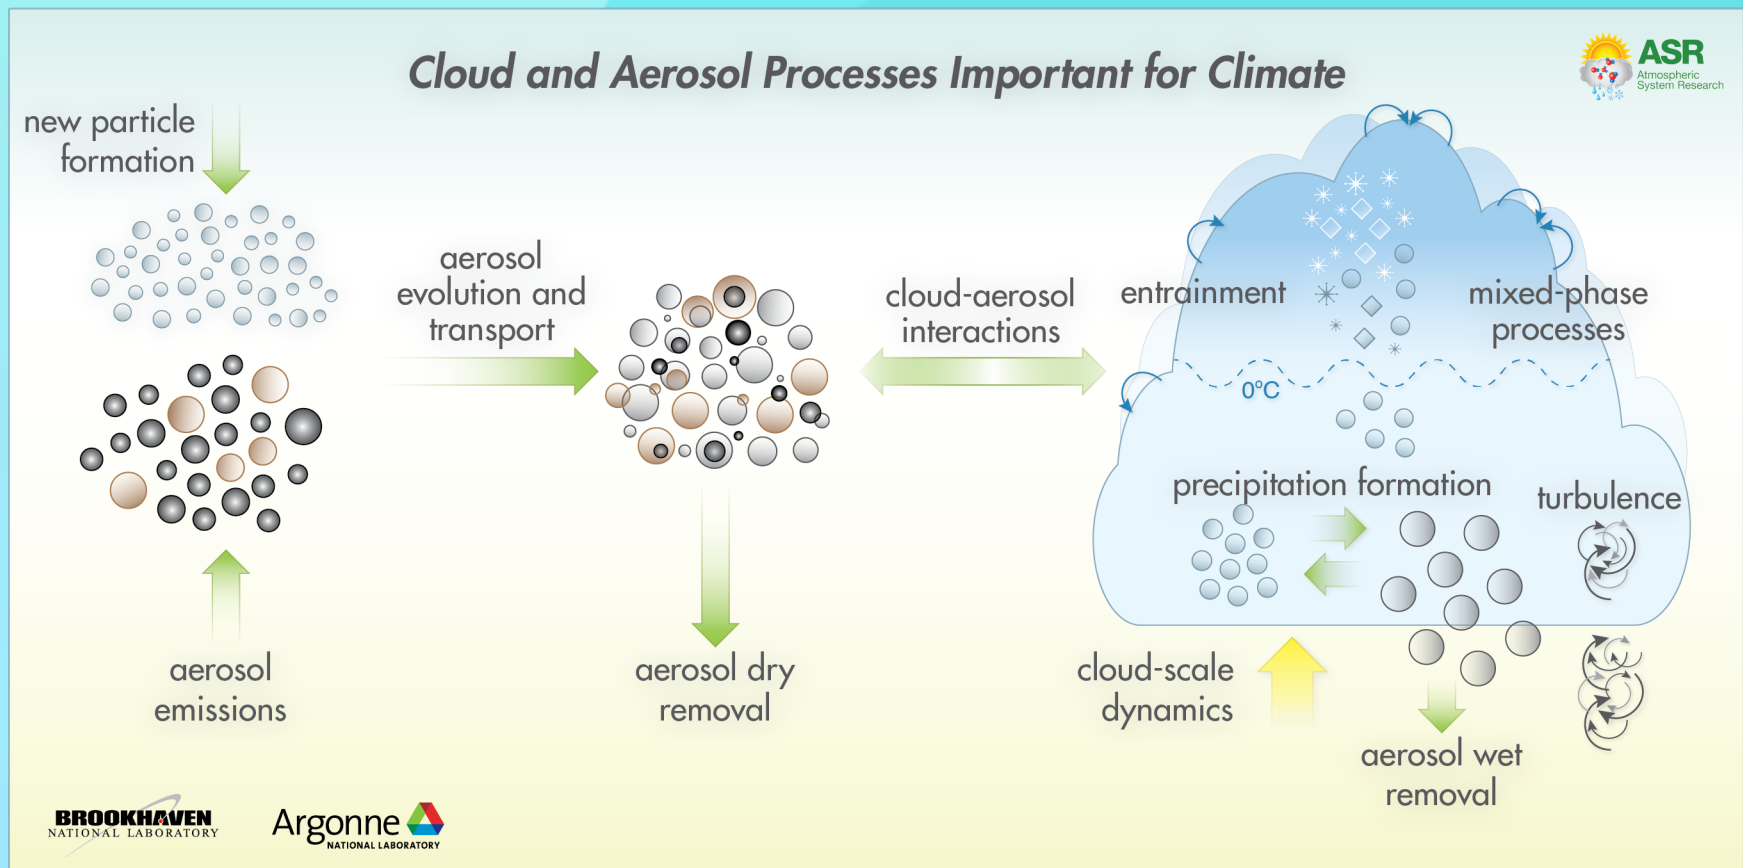 Cloud and Aerosol Processes Important for Climate
ASR
Atmospheric
System Research
new particle
formation
aerosol
evolution and
transport
cloud-aerosol
interactions
entrainment
mixed-phase
processes
0°C
precipitation formation
turbulence
aerosol
emissions
aerosol dry
removal
cloud-scale
dynamics
aerosol wet
removal
BROOKHAVEN
NATIONAL LABORATORY
Argonne
NATIONAL LABORATORY